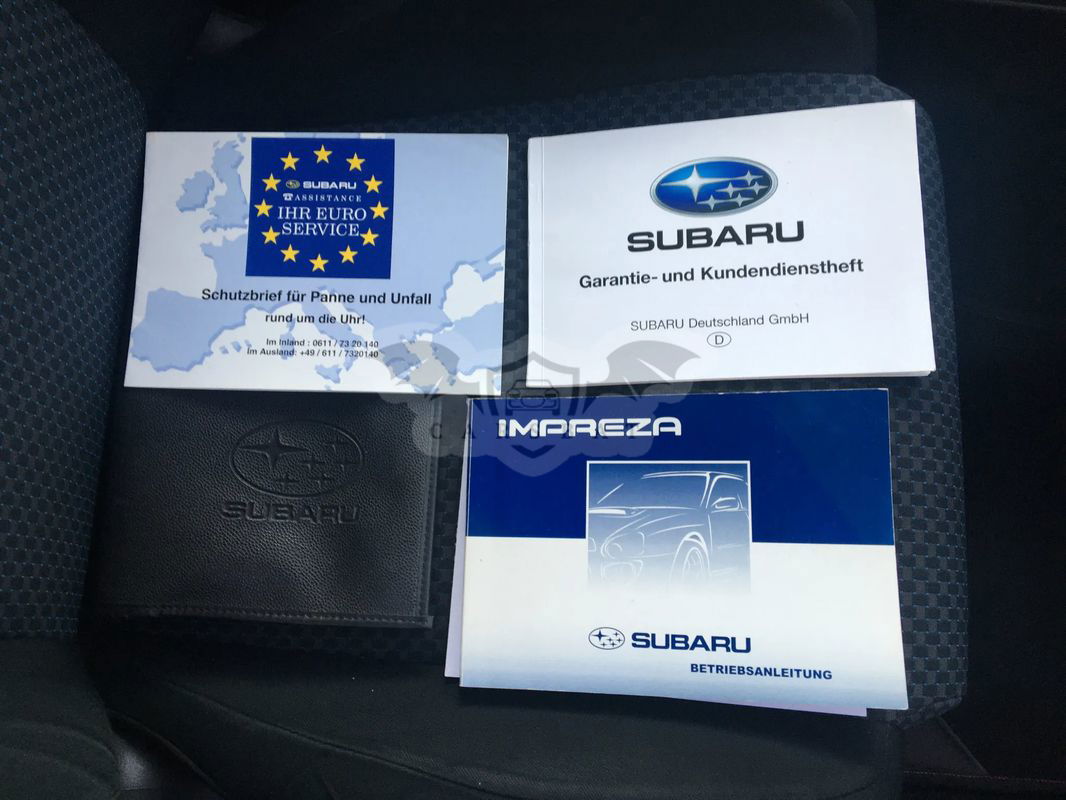 SUBARU
ASSISTANCE
IHR EURO
SERVICE
Schutzbrief für Panne und Unfall
rund um die Uhr!
Im Inland : 0611 / 73 20 140
Im Ausland: +49 / 611 / 7320140
SUBARU
Garantie- und Kundendienstheft
SUBARU Deutschland GmbH
D
SUBARU
IMPREZA
SUBARU
BETRIEBSANLEITUNG